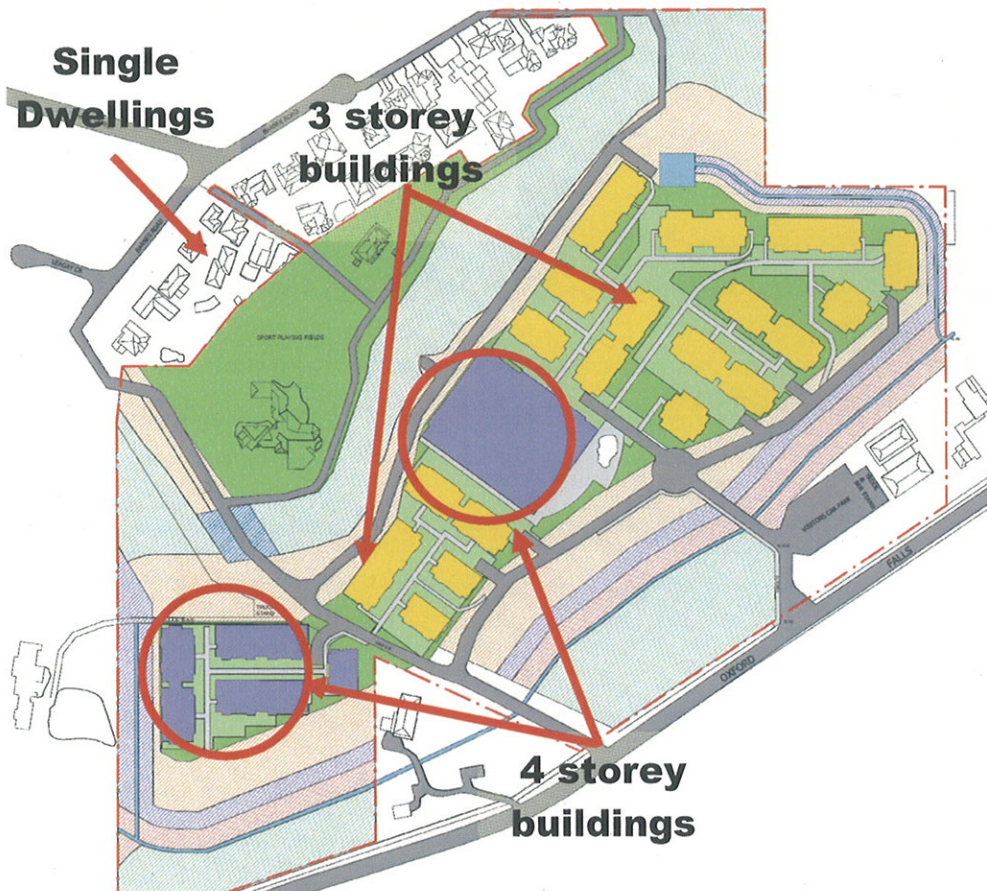 Single
Dwellings
3 storey
buildings
SPORT PLAYING FIELDS
VISITORS CAR PARK
OXFORD
FALLS
4 storey
buildings